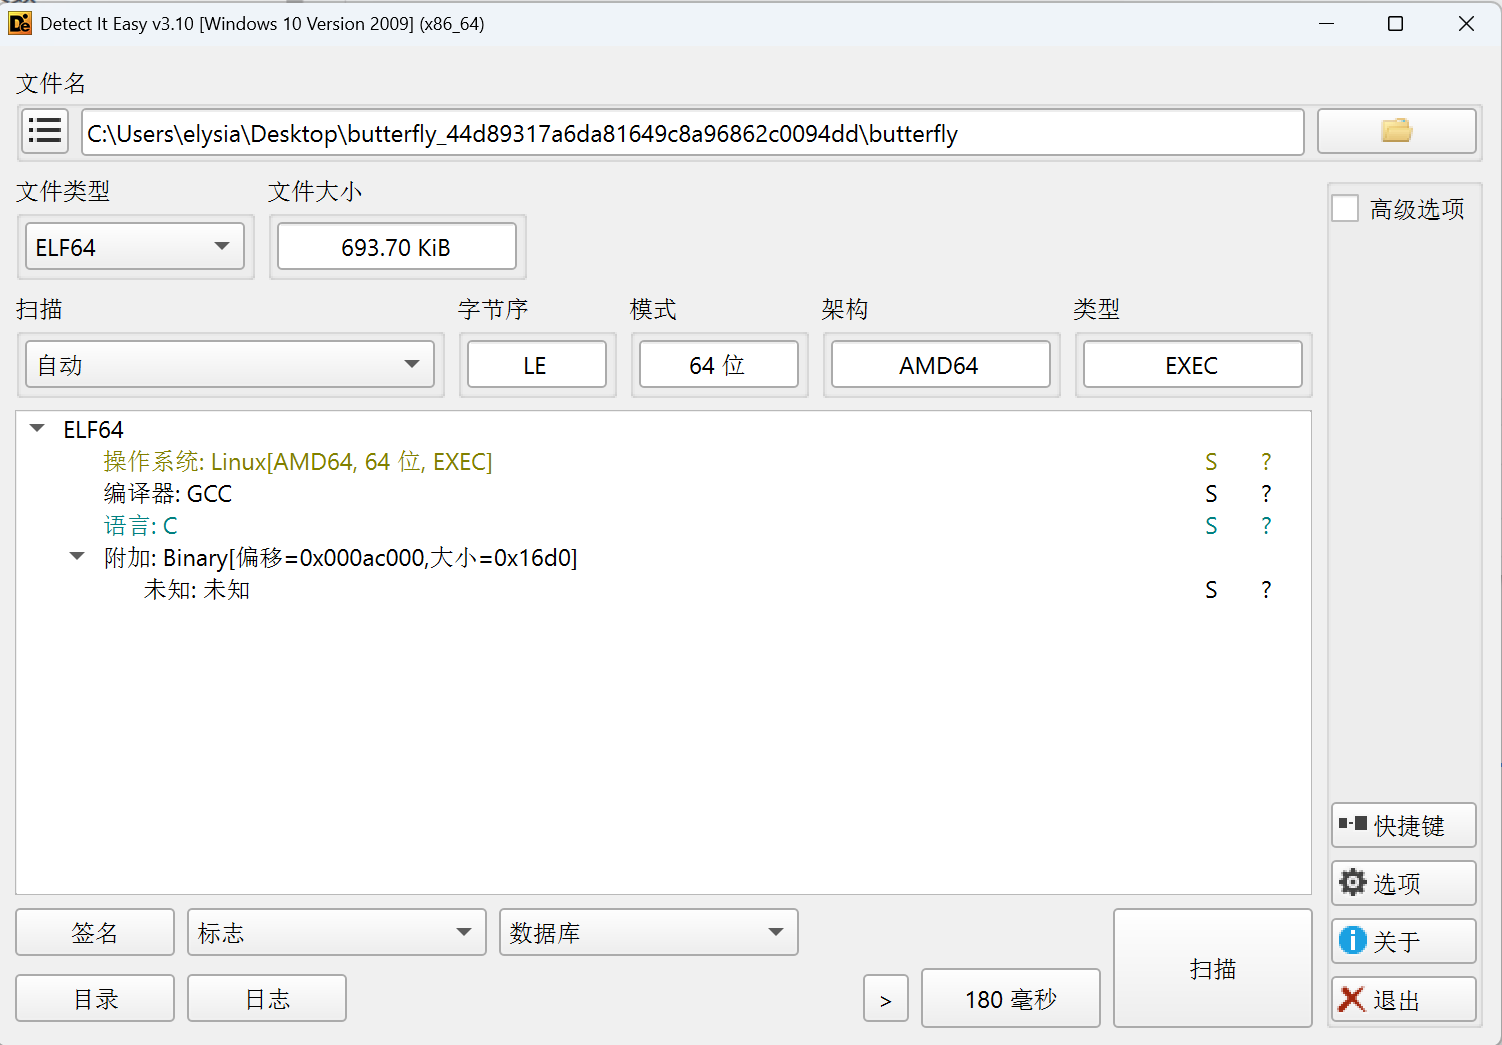 Detect It Easy v3.10 [Windows 10 Version 2009] (x86_64)
文件名
C:\Users\elysia\Desktop\butterfly_44d89317a6da81649c8a96862c0094dd\butterfly
文件类型 文件大小
高级选项
ELF64 693.70 KiB
扫描 字节序 模式 架构 类型
自动 LE 64 位 AMD64 EXEC
ELF64
操作系统: Linux[AMD64, 64 位, EXEC] S ?
编译器: GCC S ?
语言: C S ?
附加: Binary[偏移=0x000ac000,大小=0x16d0]
未知: 未知 S ?
快捷键
选项
签名 标志 数据库
关于
扫描
目录 日志 > 180 毫秒
退出